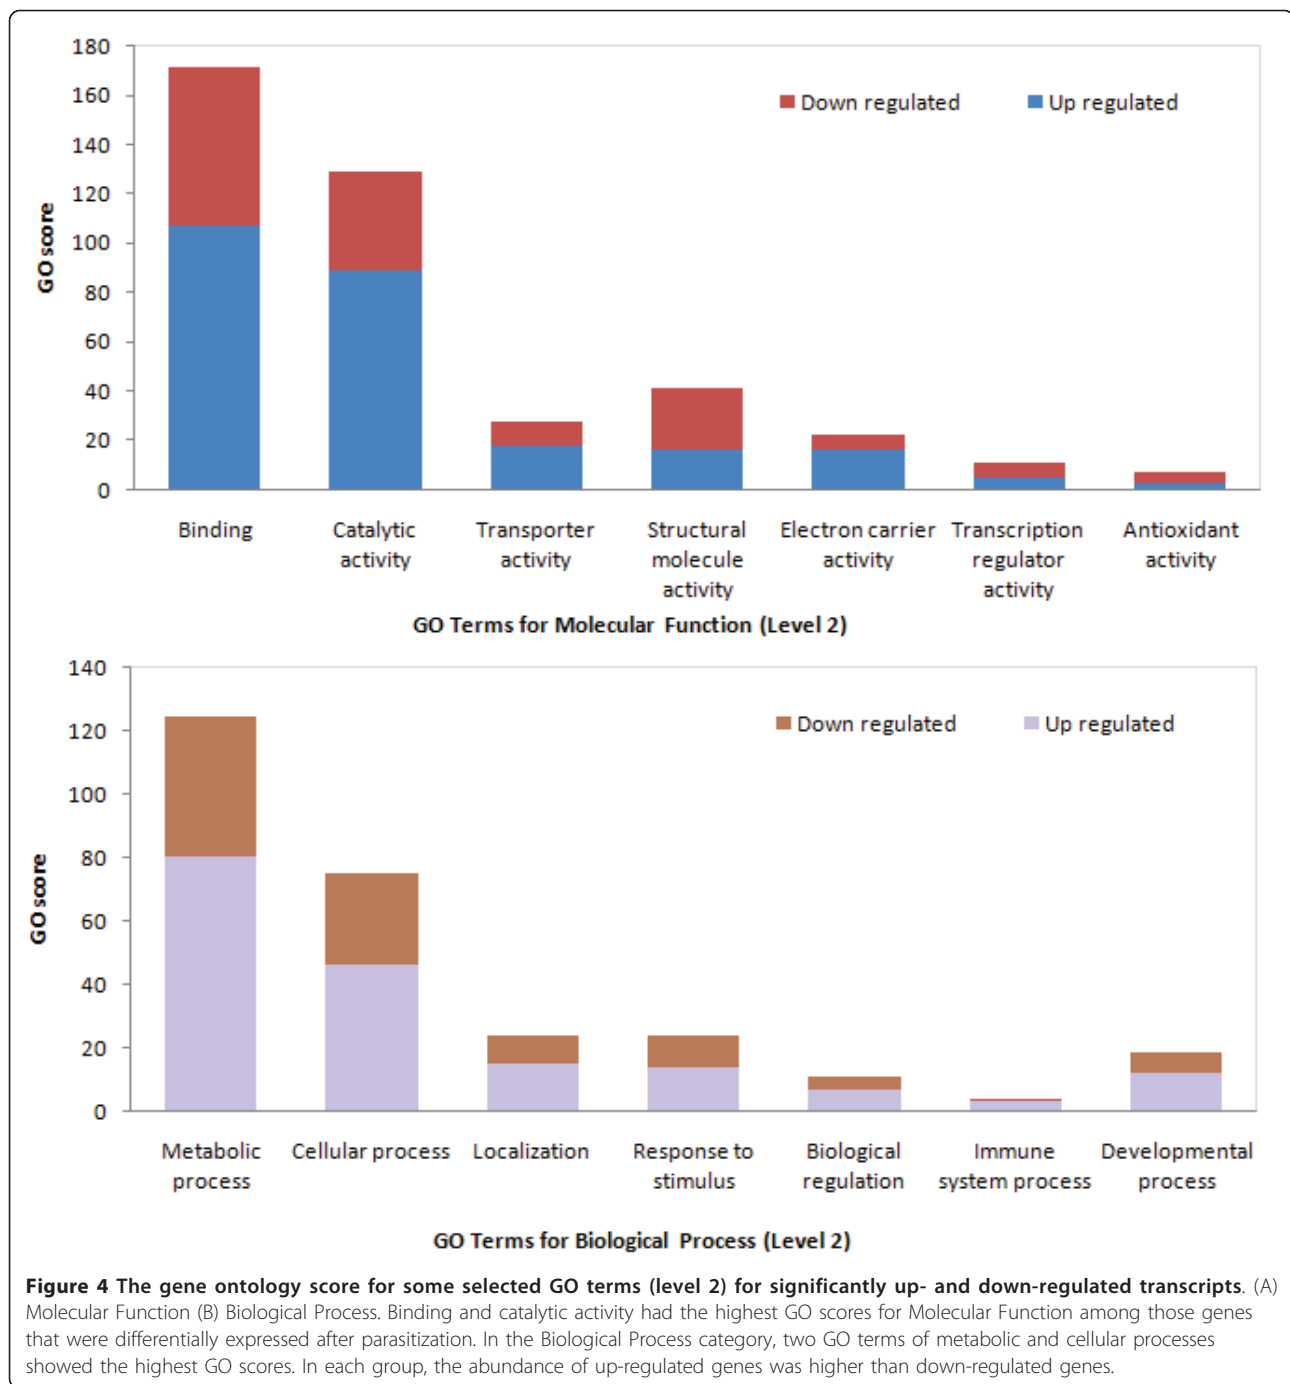 180
160
140
120
100
80
60
40
20
0
GO score
Down regulated
Up regulated
Binding
Catalytic activity
Transporter activity
Structural molecule activity
Electron carrier activity
Transcription regulator activity
Antioxidant activity
GO Terms for Molecular Function (Level 2)
140
120
100
80
60
40
20
0
GO score
Down regulated
Up regulated
Metabolic process
Cellular process
Localization
Response to stimulus
Biological regulation
Immune system process
Developmental process
GO Terms for Biological Process (Level 2)
Figure 4 The gene ontology score for some selected GO terms (level 2) for significantly up- and down-regulated transcripts. (A)
Molecular Function (B) Biological Process. Binding and catalytic activity had the highest GO scores for Molecular Function among those genes
that were differentially expressed after parasitization. In the Biological Process category, two GO terms of metabolic and cellular processes
showed the highest GO scores. In each group, the abundance of up-regulated genes was higher than down-regulated genes.